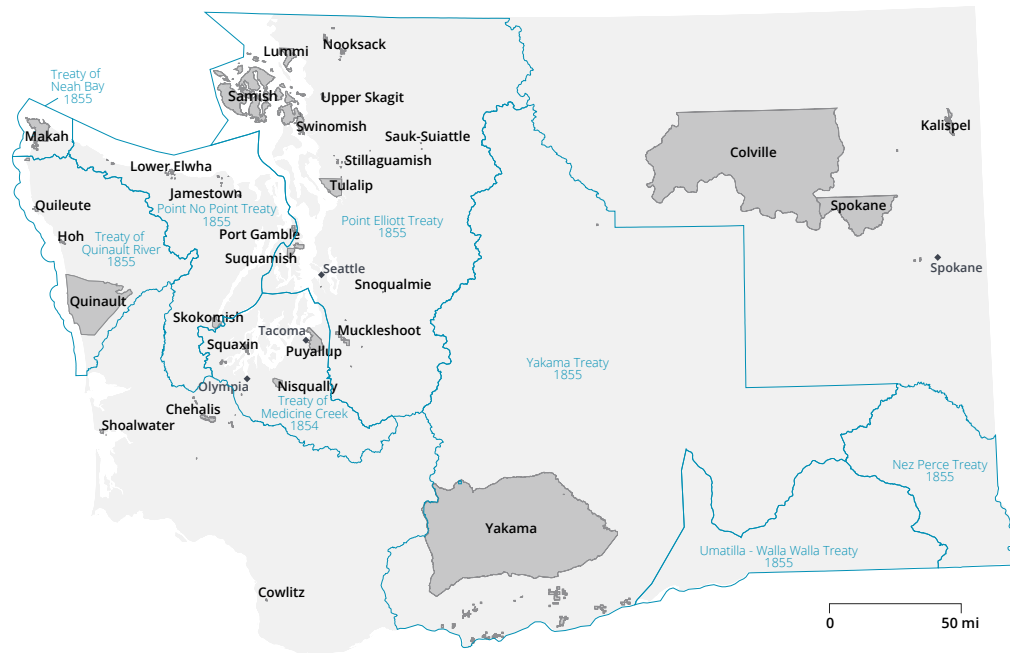 Nooksack
Lummi
Treaty of
Neah Bay
1855
Samish
Upper Skagit
Swinomish
Sauk-Suiattle
Kalispel
Makah
Colville
Stillaguamish
Lower Elwha
Tulalip
Jamestown
Quileute
Point No Point Treaty
1855
Spokane
Point Elliott Treaty
1855
Hoh
Treaty of
Quinault River
1855
Port Gamble
Suquamish
Seattle
Spokane
Snoqualmie
Quinault
Skokomish
Tacoma
Muckleshoot
Squaxin
Puyallup
Yakama Treaty
1855
Olympia
Nisqually
Treaty of
Medicine Creek
1854
Chehalis
Shoalwater
Nez Perce Treaty
1855
Yakama
Umatilla - Walla Walla Treaty
1855
Cowlitz
0
50 mi